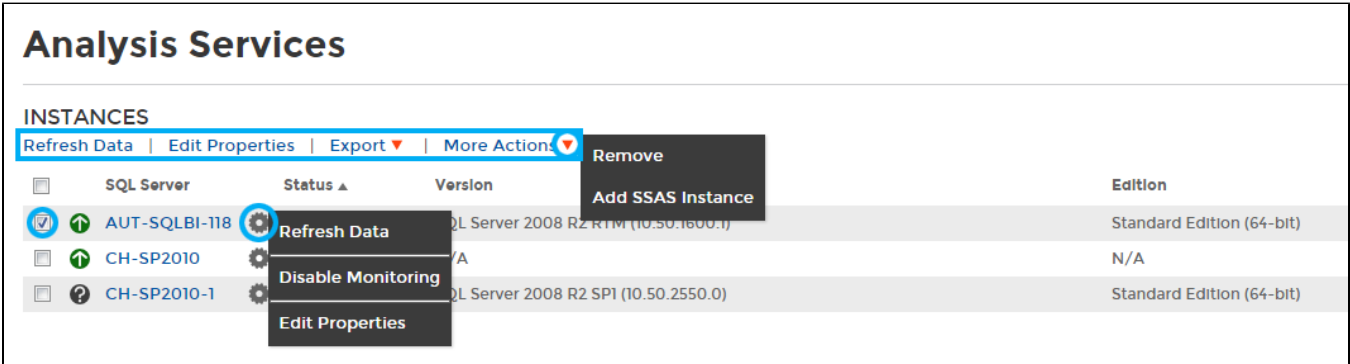 Analysis Services
INSTANCES
Refresh Data | Edit Properties | Export ▼ | More Actions ▼
Remove
Add SSAS Instance
SQL Server Status ▲ Version Edition
AUT-SQLBI-118 QL Server 2008 R2 RTM (10.50.1600.1) Standard Edition (64-bit)
Refresh Data
CH-SP2010 /A N/A
Disable Monitoring
CH-SP2010-1 QL Server 2008 R2 SP1 (10.50.2550.0) Standard Edition (64-bit)
Edit Properties